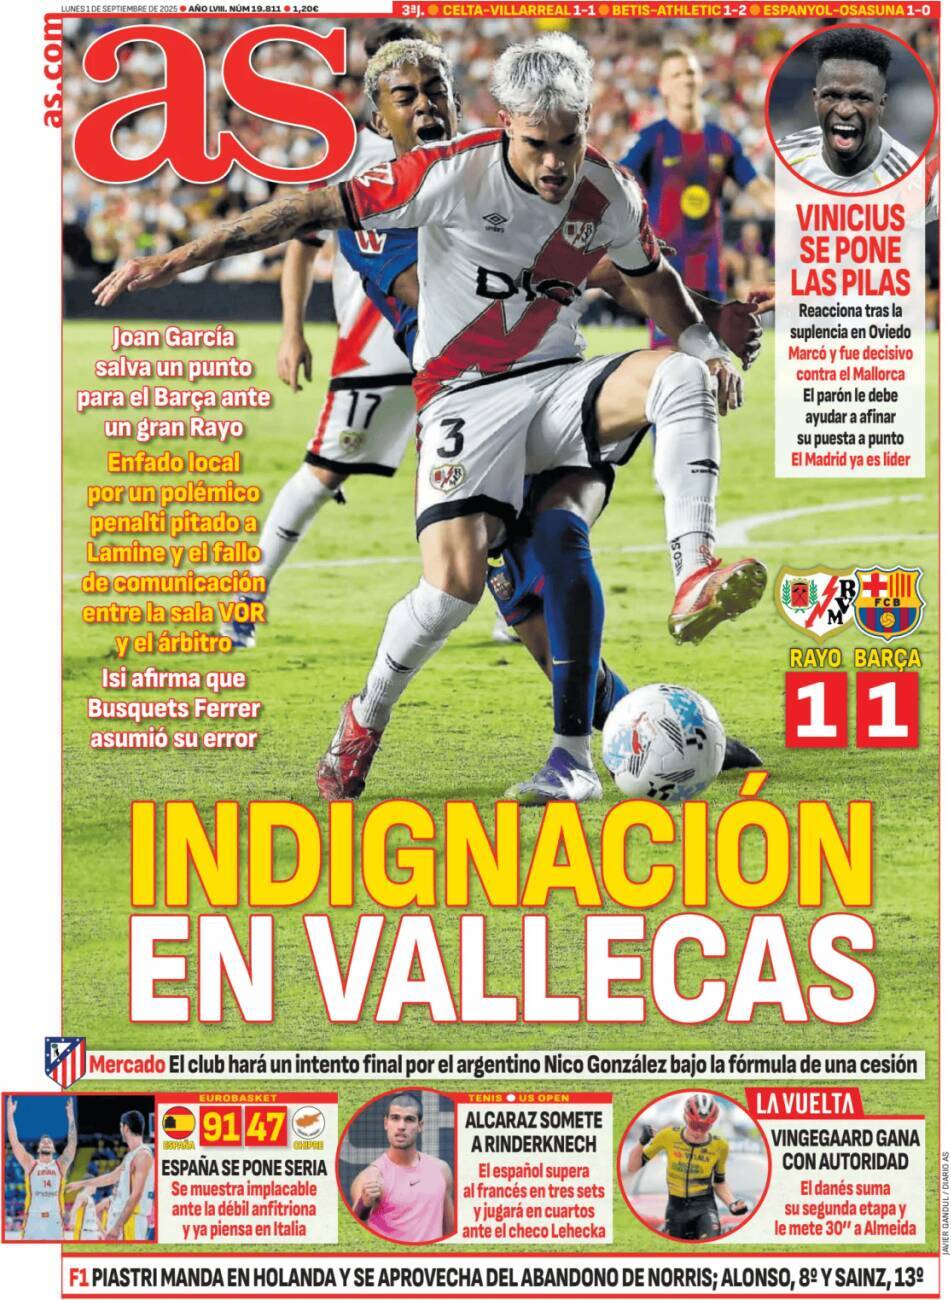 LUNES 1 DE SEPTIEMBRE DE 2025 ● AÑO LVIII. NÚM 19.811 ● 1,20€
3ªJ. ● CELTA-VILLARREAL 1-1 ● BETIS-ATHLETIC 1-2 ● ESPANYOL-OSASUNA 1-0
as.com
as
VINICIUS
SE PONE
LAS PILAS
Reacciona tras la
suplencia en Oviedo
Marcó y fue decisivo
contra el Mallorca
El parón le debe
ayudar a afinar
su puesta a punto
El Madrid ya es líder
Joan García
salva un punto
para el Barça ante
un gran Rayo
Enfado local
por un polémico
penalti pitado a
Lamine y el fallo
de comunicación
entre la sala VOR
y el árbitro
Isi afirma que
Busquets Ferrer
asumió su error
umbro
17
3
RVM
FCB
RAYO BARÇA
1 1
INDIGNACIÓN
EN VALLECAS
Mercado El club hará un intento final por el argentino Nico González bajo la fórmula de una cesión
EUROBASKET
ESPAÑA 91 47 CHIPRE
ESPAÑA SE PONE SERIA
Se muestra implacable
ante la débil anfitriona
y ya piensa en Italia
14
TENIS ● US OPEN
ALCARAZ SOMETE
A RINDERKNECH
El español supera
al francés en tres sets
y jugará en cuartos
ante el checo Lehecka
LA VUELTA
VINGEGAARD GANA
CON AUTORIDAD
El danés suma
su segunda etapa y
le mete 30” a Almeida
JAVIER GANDUL / DIARIO AS
F1 PIASTRI MANDA EN HOLANDA Y SE APROVECHA DEL ABANDONO DE NORRIS; ALONSO, 8º Y SAINZ, 13º